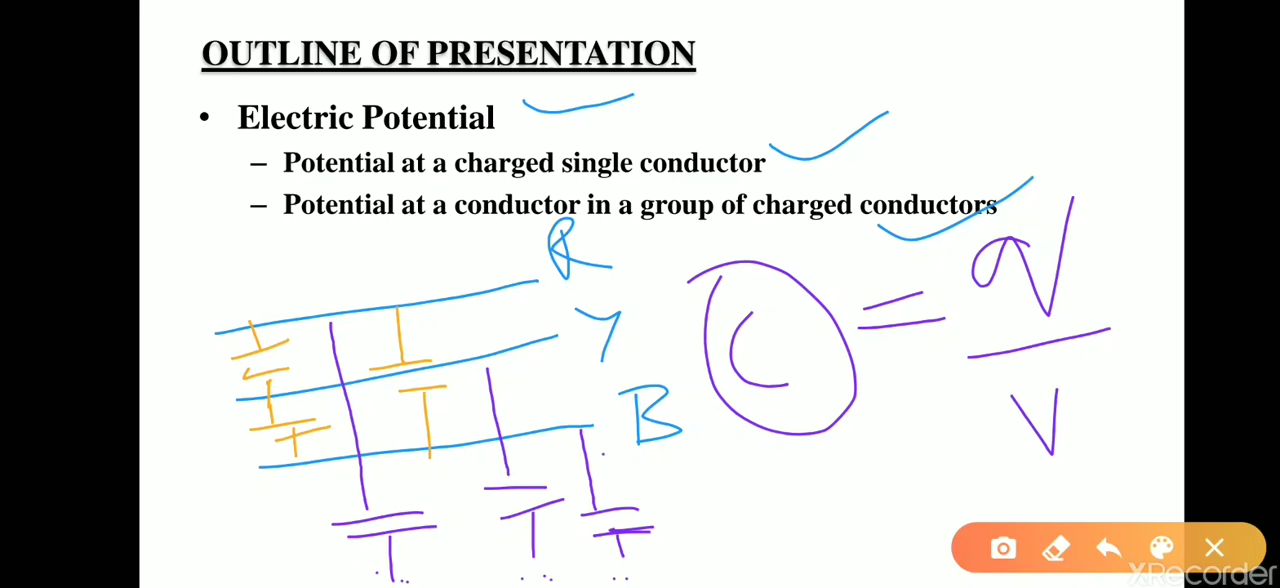 OUTLINE OF PRESENTATION
• Electric Potential
– Potential at a charged single conductor
– Potential at a conductor in a group of charged conductors
R
Y
B
C = q / V
XRecorder